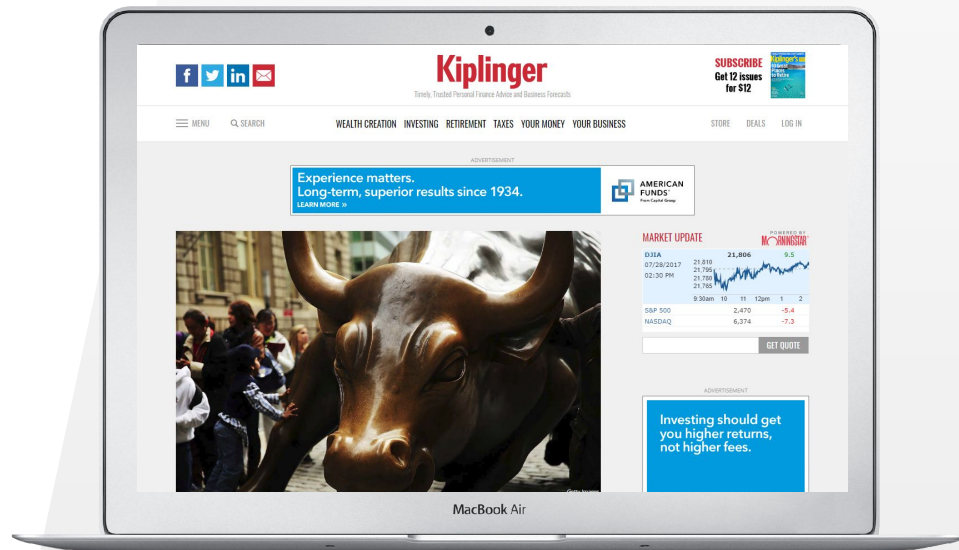 Kiplinger
Timely, Trusted Personal Finance Advice and Business Forecasts
SUBSCRIBE
Get 12 issues
for $12
MENU
SEARCH
WEALTH CREATION INVESTING RETIREMENT TAXES YOUR MONEY YOUR BUSINESS
STORE DEALS LOG IN
ADVERTISEMENT
Experience matters.
Long-term, superior results since 1934.
LEARN MORE »
AMERICAN
FUNDS®
From Capital Group
MARKET UPDATE
POWERED BY
MORNINGSTAR®
DJIA 21,806 9.5
07/28/2017
02:30 PM
21,810
21,795
21,780
21,765
9:30am 10 11 12pm 1 2
S&P 500 2,470 -5.4
NASDAQ 6,374 -7.3
GET QUOTE
ADVERTISEMENT
Investing should get
you higher returns,
not higher fees.
Getty Images
MacBook Air